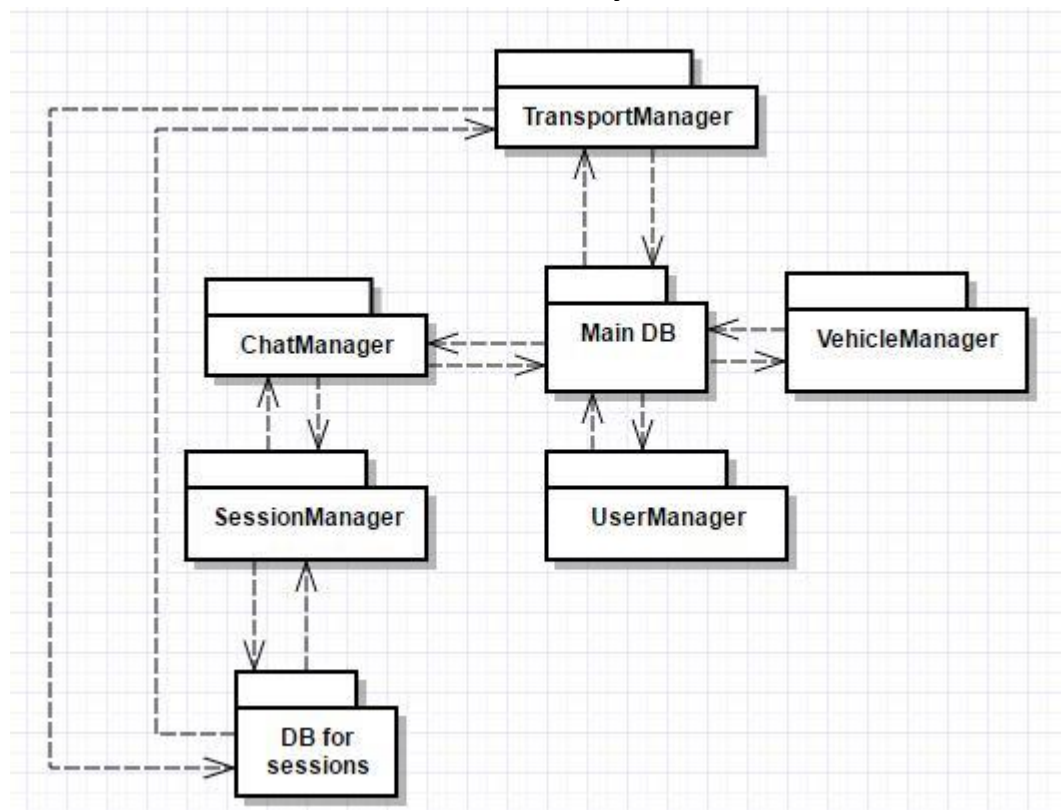 TransportManager
ChatManager
Main DB
VehicleManager
SessionManager
UserManager
DB for
sessions